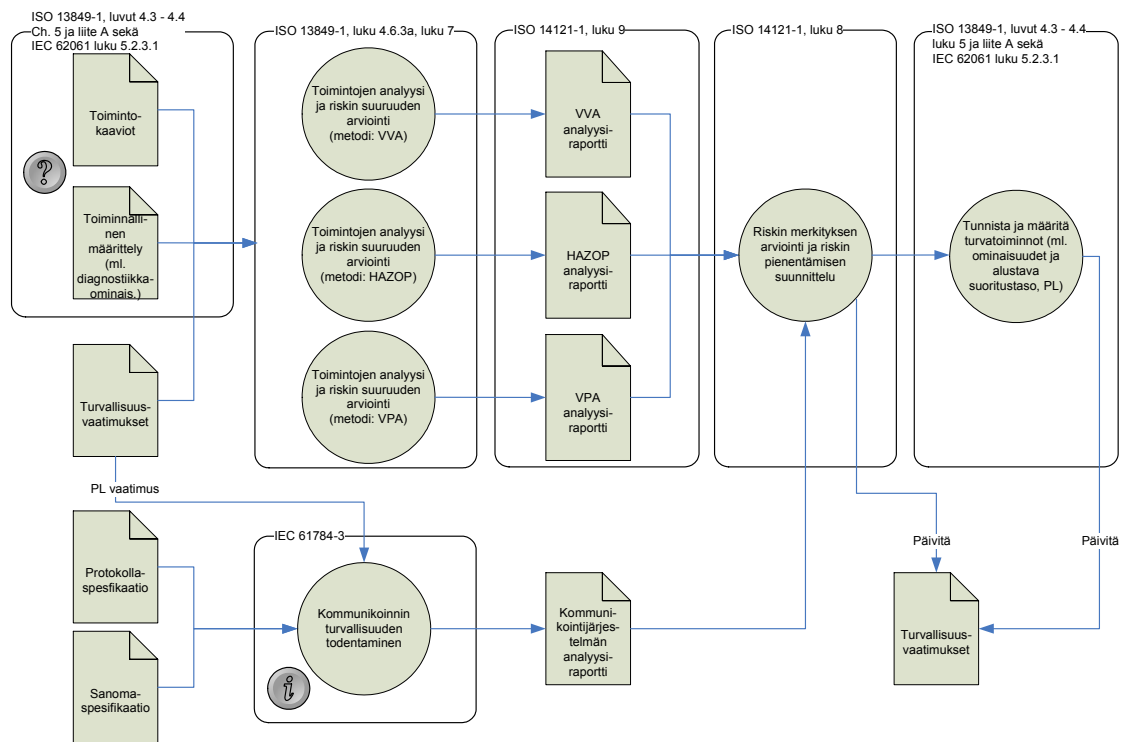 ISO 13849-1, luvut 4.3 - 4.4
Ch. 5 ja liite A sekä
IEC 62061 luku 5.2.3.1
Toiminto-
kaaviot
?
Toiminnalli-
nen
määrittely
(ml.
diagnostiikka-
ominais.)
Turvallisuus-
vaatimukset
PL vaatimus
Protokolla-
spesfikaatio
Sanoma-
spesifikaatio
ISO 13849-1, luku 4.6.3a, luku 7
Toimintojen analyysi
ja riskin suuruuden
arviointi
(metodi: VVA)
Toimintojen analyysi
ja riskin suuruuden
arviointi
(metodi: HAZOP)
Toimintojen analyysi
ja riskin suuruuden
arviointi
(metodi: VPA)
IEC 61784-3
Kommunikoinnin
turvallisuuden
todentaminen
i
ISO 14121-1, luku 9
VVA
analyysi-
raportti
HAZOP
analyysi-
raportti
VPA
analyysi-
raportti
Kommuni-
kointijärjes-
telmän
analyysi-
raportti
ISO 14121-1, luku 8
Riskin merkityksen
arviointi ja riskin
pienentämisen
suunnittelu
ISO 13849-1, luvut 4.3 - 4.4
luku 5 ja liite A sekä
IEC 62061 luku 5.2.3.1
Tunnista ja määritä
turvatoiminnot (ml.
ominaisuudet ja
alustava
suoritustaso, PL)
Päivitä
Päivitä
Turvallisuus-
vaatimukset